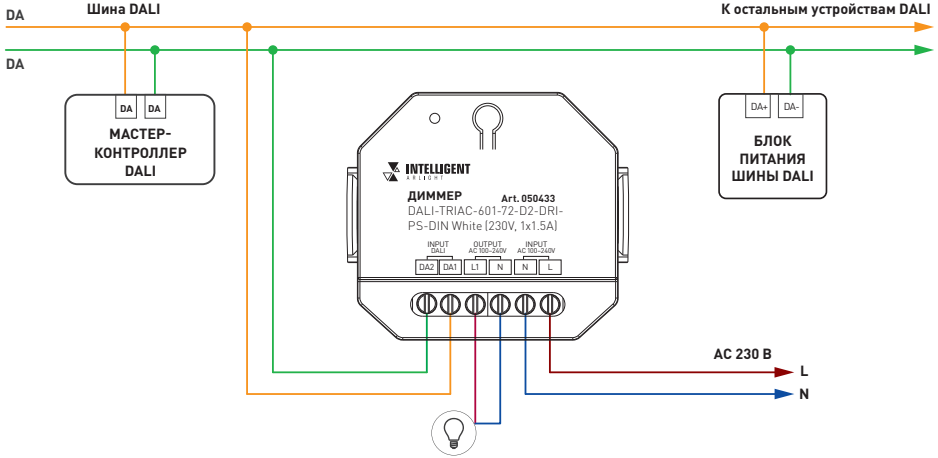 DA
Шина DALI
К остальным устройствам DALI
DA
DA DA
МАСТЕР-
КОНТРОЛЛЕР
DALI
DA+ DA-
БЛОК
ПИТАНИЯ
ШИНЫ DALI
INTELLIGENT
ARLIGHT
ДИММЕР Art. 050433
DALI-TRIAC-601-72-D2-DRI-
PS-DIN White (230V, 1x1.5A)
INPUT DALI
OUTPUT AC 100-240V
INPUT AC 100-240V
DA2 DA1 L1 N N L
AC 230 В
L
N